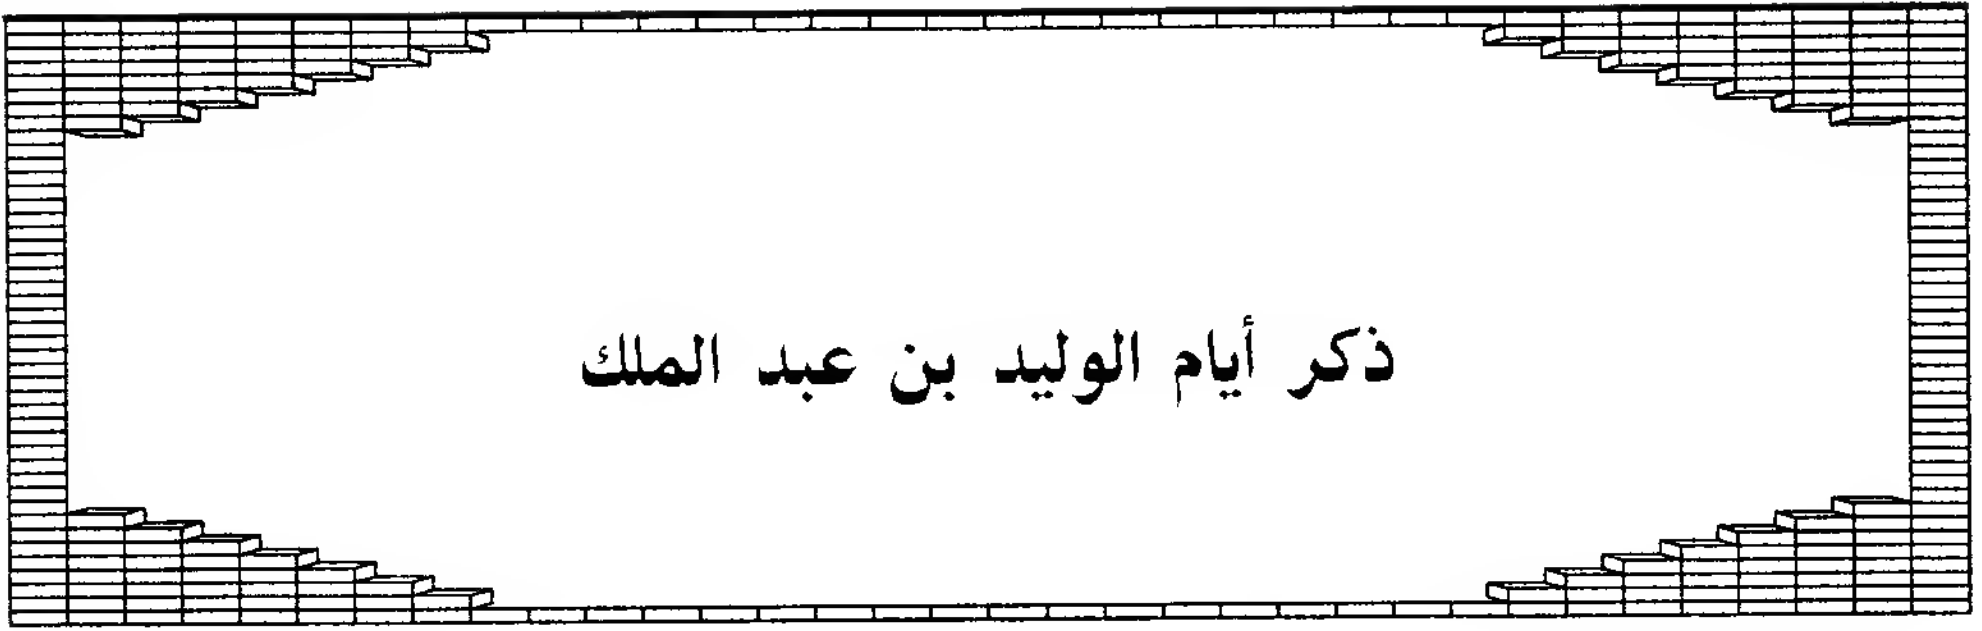 ذكر أيام الوليد بن عبد الملك